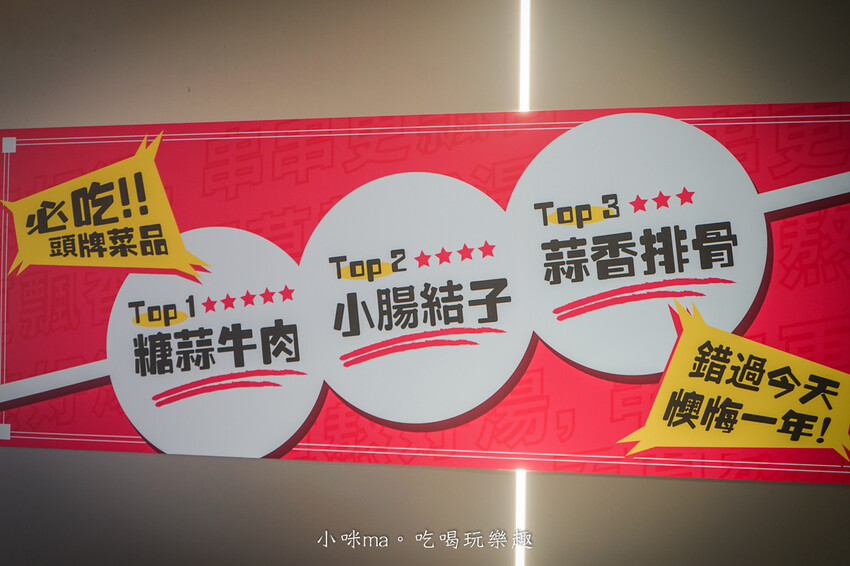 必吃!!
頭牌菜品
Top 1 ★★★★★
糖蒜牛肉
Top 2 ★★★★
小腸結子
Top 3 ★★★
蒜香排骨
錯過今天
懊悔一年!
小咪ma。吃喝玩樂趣